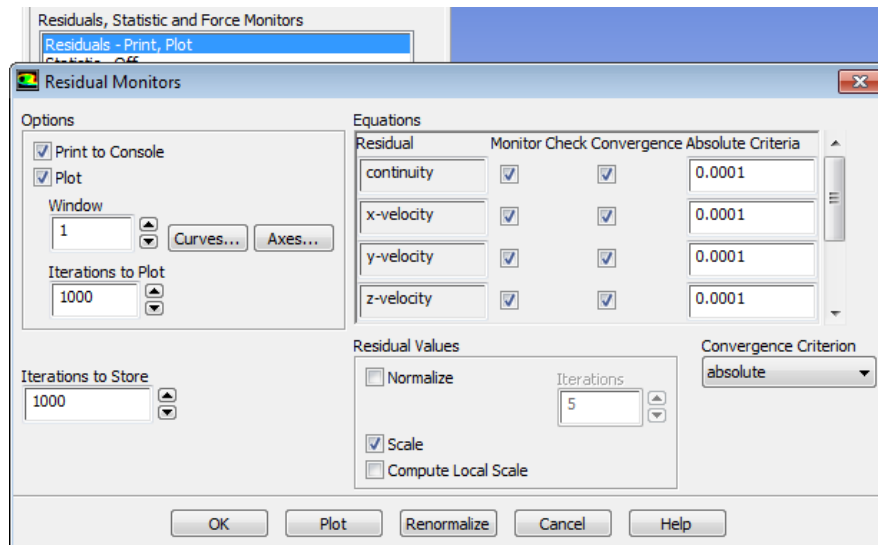 Residuals, Statistic and Force Monitors
Residuals - Print, Plot
Statistic - Off
Residual Monitors
Options
Print to Console
Plot
Window
1
Curves...
Axes...
Iterations to Plot
1000
Iterations to Store
1000
Equations
Residual Monitor Check Convergence Absolute Criteria
continuity 0.0001
x-velocity 0.0001
y-velocity 0.0001
z-velocity 0.0001
Residual Values
Normalize
Iterations
5
Scale
Compute Local Scale
Convergence Criterion
absolute
OK Plot Renormalize Cancel Help